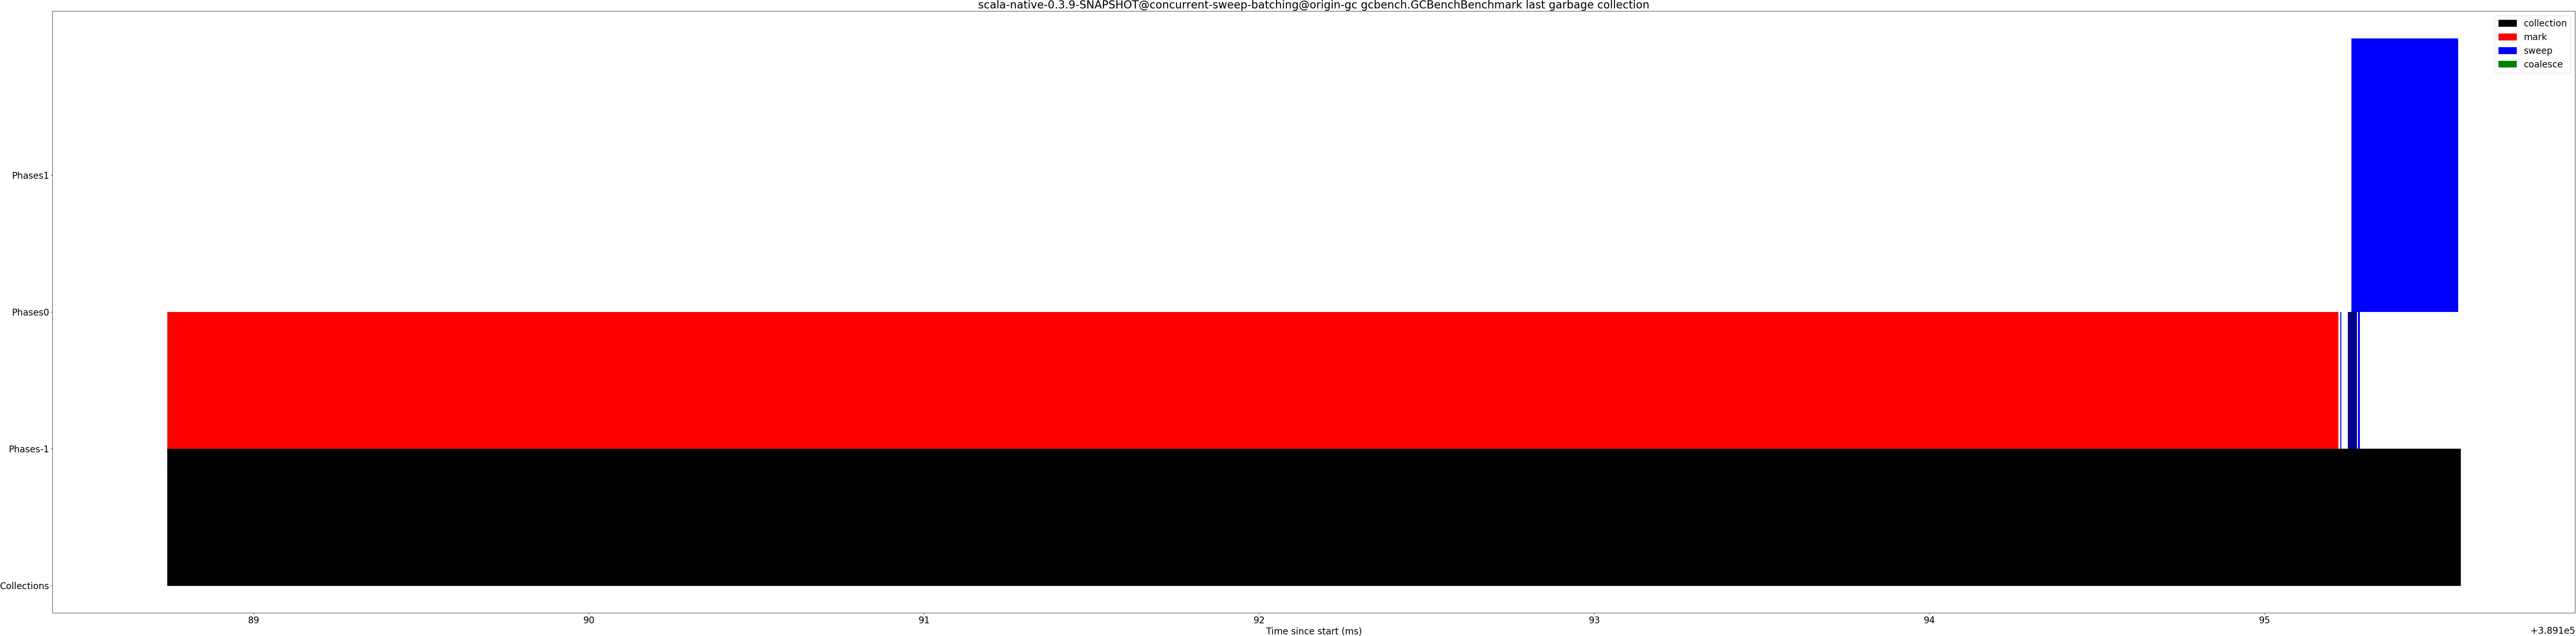 scala-native-0.3.9-SNAPSHOT@concurrent-sweep-batching@origin-gc gcbench.GCBenchBenchmark last garbage collection
collection
mark
sweep
coalesce
Phases1
Phases0
Phases-1
Collections
89 90 91 92 93 94 95
Time since start (ms)
+3.891e5